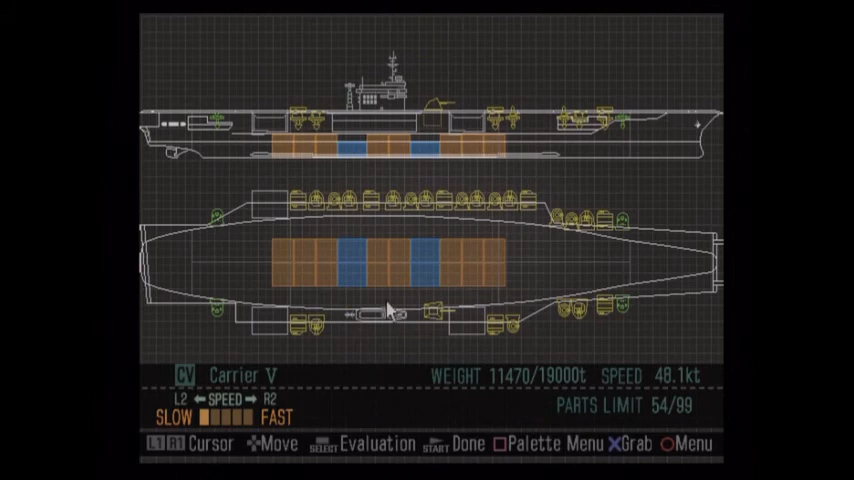 CV Carrier V WEIGHT 11470/19000t SPEED 48.1kt
L2 ←SPEED→ R2 PARTS LIMIT 54/99
SLOW FAST
L1 R1 Cursor Move SELECT Evaluation START Done Palette Menu Grab Menu